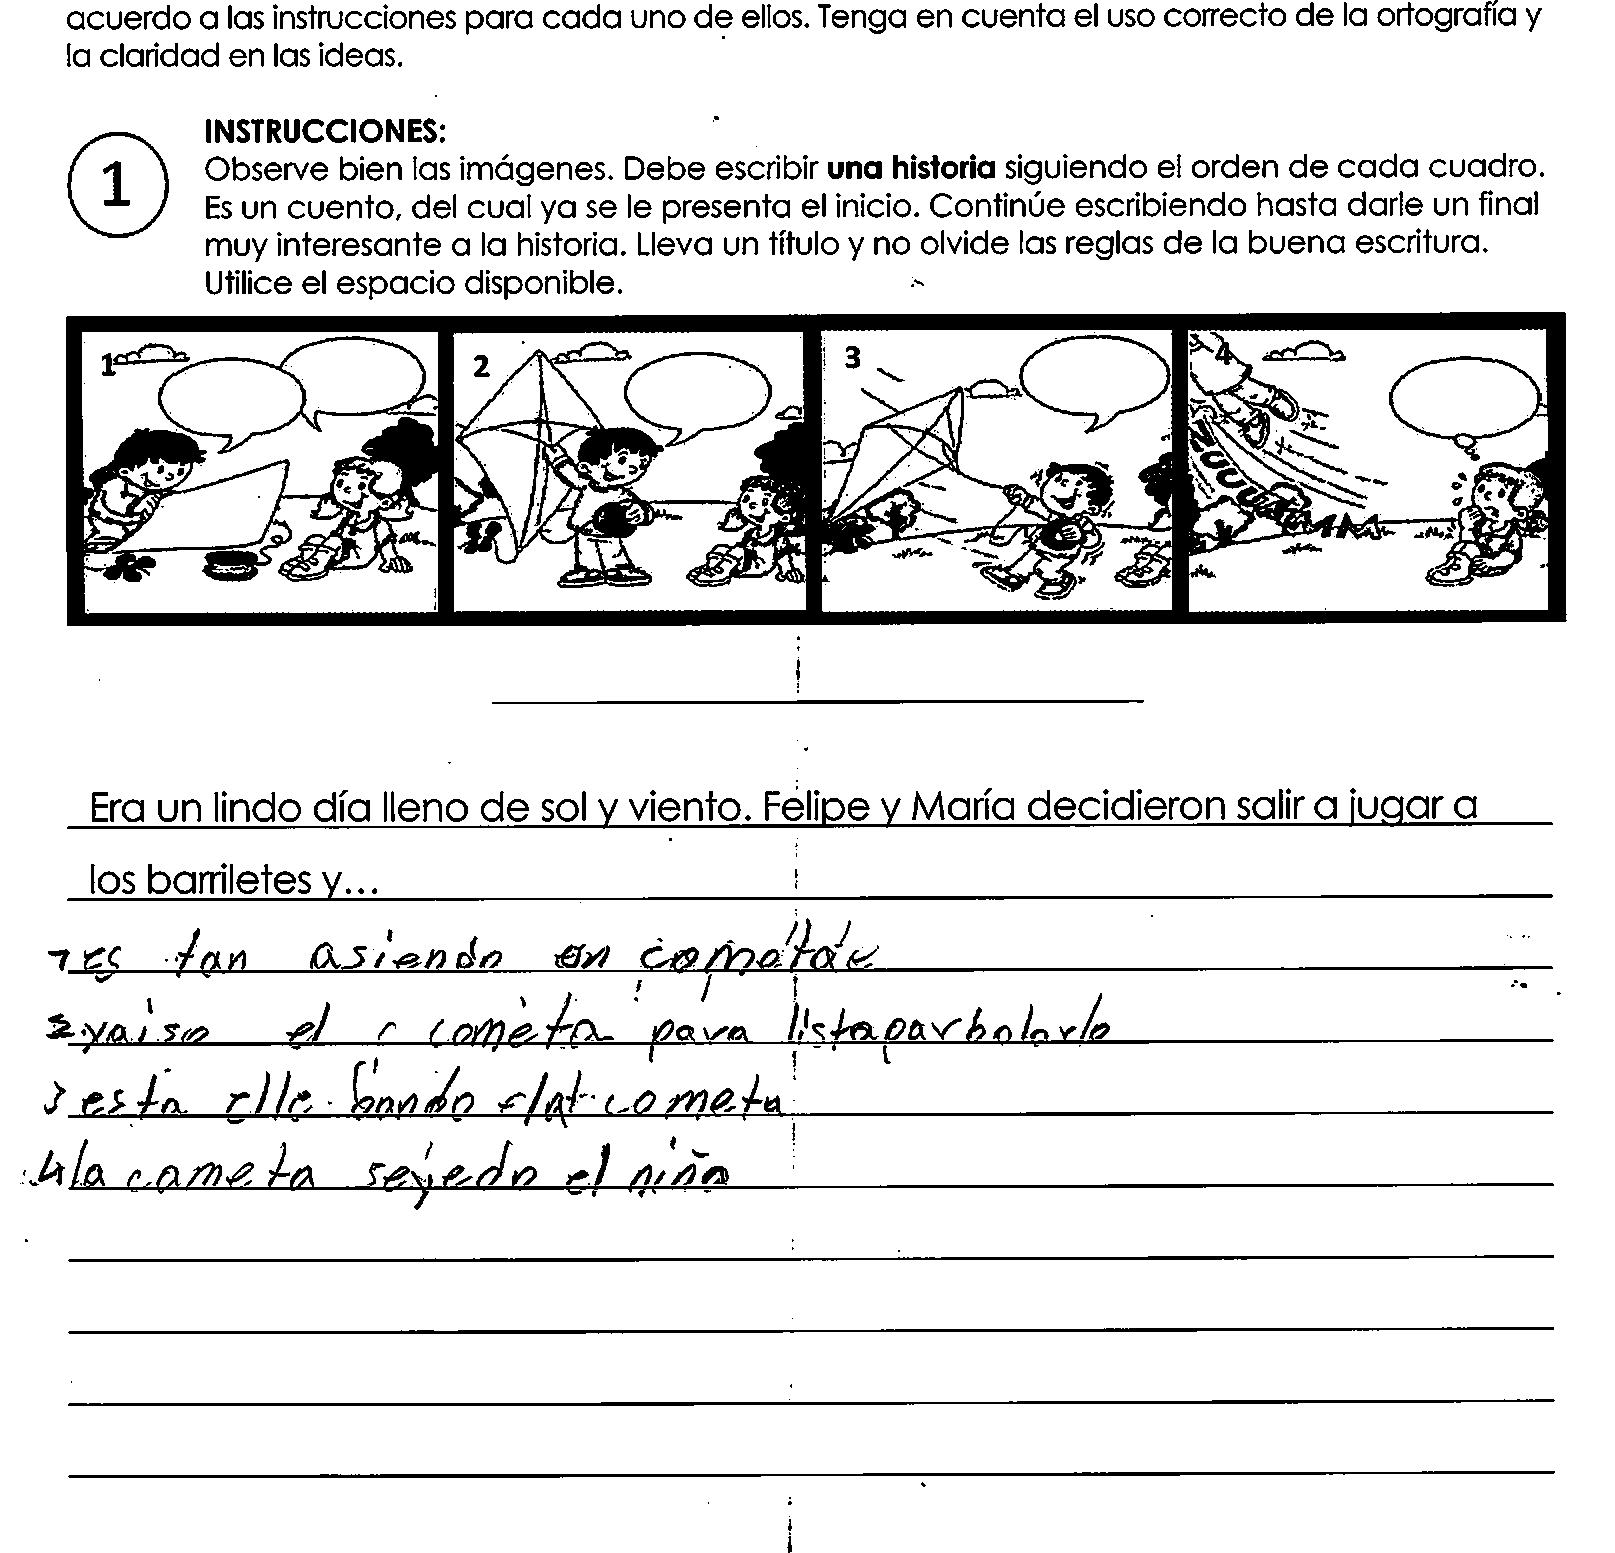 acuerdo a las instrucciones para cada uno de ellos. Tenga en cuenta el uso correcto de la ortografía y
la claridad en las ideas.
1
INSTRUCCIONES:
Observe bien las imágenes. Debe escribir una historia siguiendo el orden de cada cuadro.
Es un cuento, del cual ya se le presenta el inicio. Continúe escribiendo hasta darle un final
muy interesante a la historia. Lleva un título y no olvide las reglas de la buena escritura.
Utilice el espacio disponible.
1
2
3
4
Era un lindo día lleno de sol y viento. Felipe y María decidieron salir a jugar a
los barriletes y...
1 es tan asiendo en
2 yaiso el cometa para listaparbolarlo
3 esta elle bando cometa
4 la cameta seyedo el niño